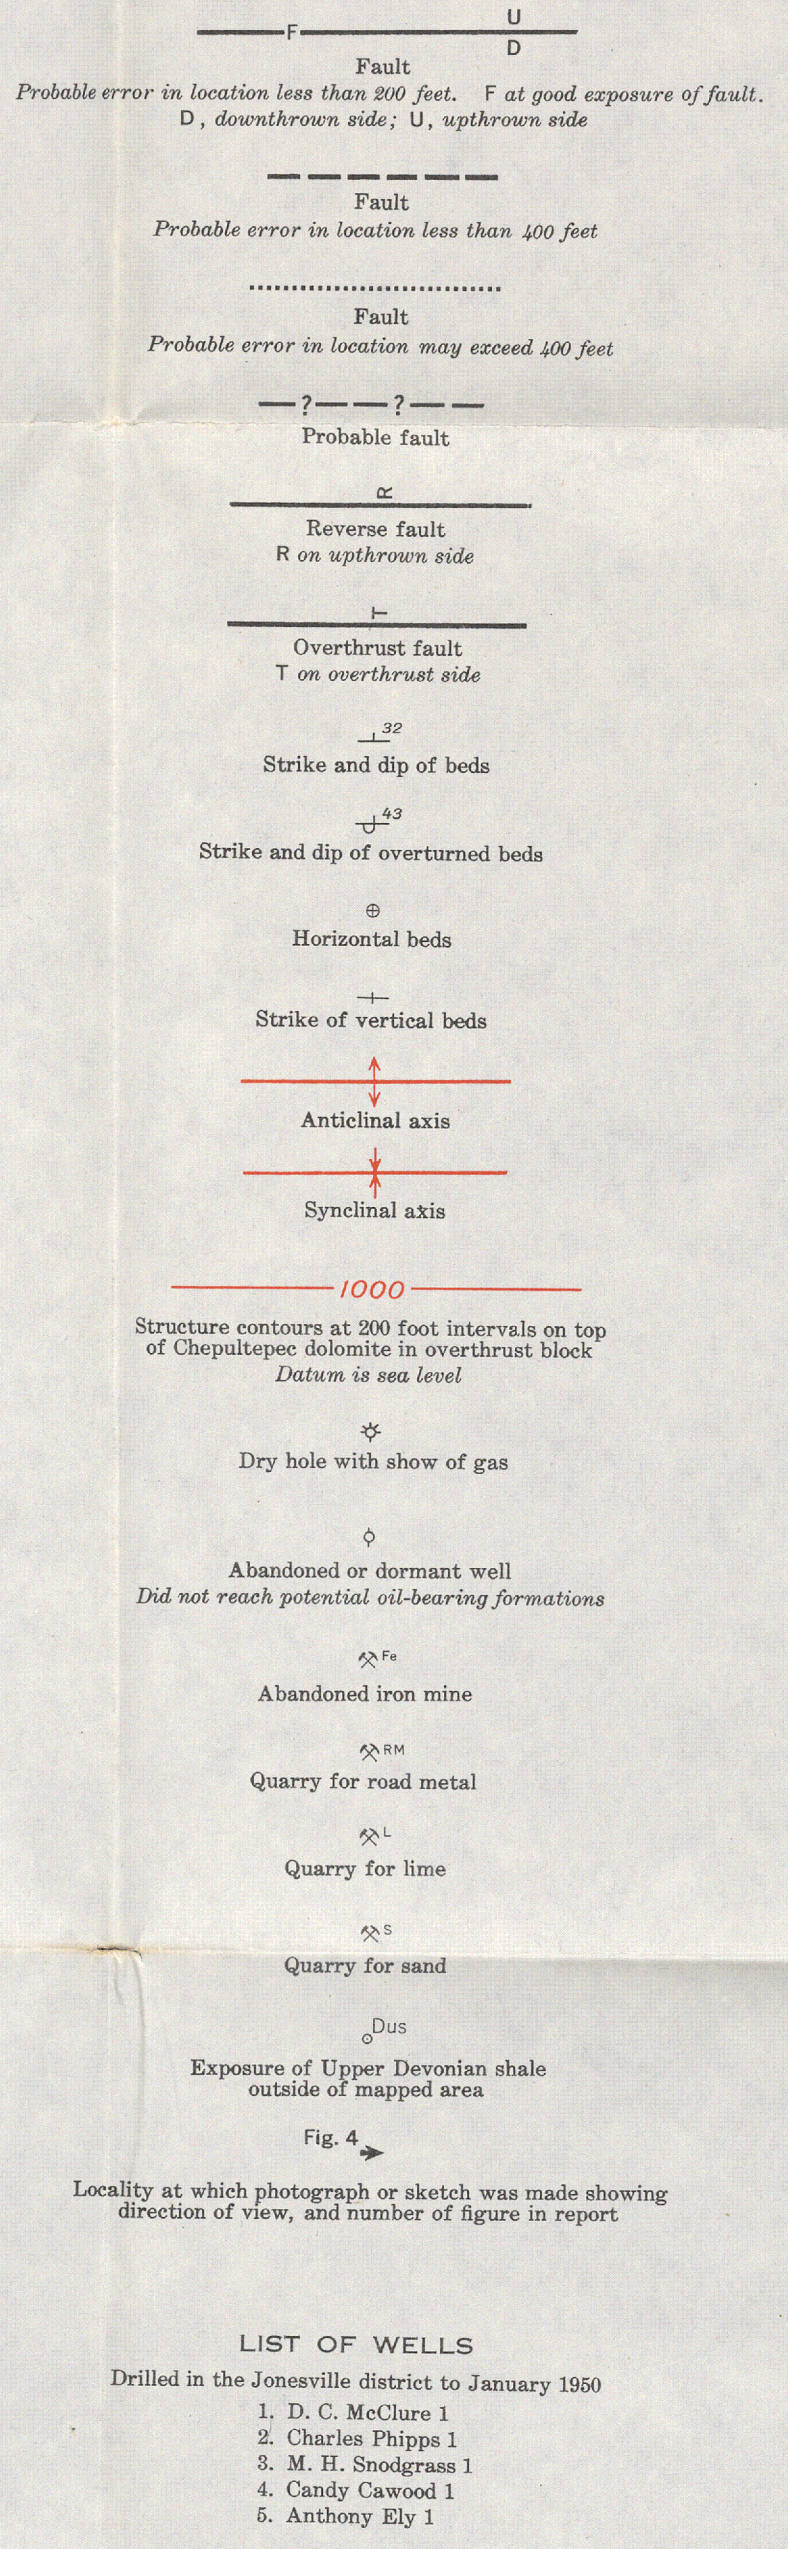 F
U
D
Fault
Probable error in location less than 200 feet. F at good exposure of fault.
D, downthrown side; U, upthrown side
Fault
Probable error in location less than 400 feet
Fault
Probable error in location may exceed 400 feet
? ?
Probable fault
R
Reverse fault
R on upthrown side
T
Overthrust fault
T on overthrust side
32
Strike and dip of beds
43
Strike and dip of overturned beds
Horizontal beds
Strike of vertical beds
Anticlinal axis
Synclinal axis
1000
Structure contours at 200 foot intervals on top
of Chepultepec dolomite in overthrust block
Datum is sea level
Dry hole with show of gas
Abandoned or dormant well
Did not reach potential oil-bearing formations
Fe
Abandoned iron mine
RM
Quarry for road metal
L
Quarry for lime
S
Quarry for sand
Dus
Exposure of Upper Devonian shale
outside of mapped area
Fig. 4
Locality at which photograph or sketch was made showing
direction of view, and number of figure in report
LIST OF WELLS
Drilled in the Jonesville district to January 1950
1. D. C. McClure 1
2. Charles Phipps 1
3. M. H. Snodgrass 1
4. Candy Cawood 1
5. Anthony Ely 1